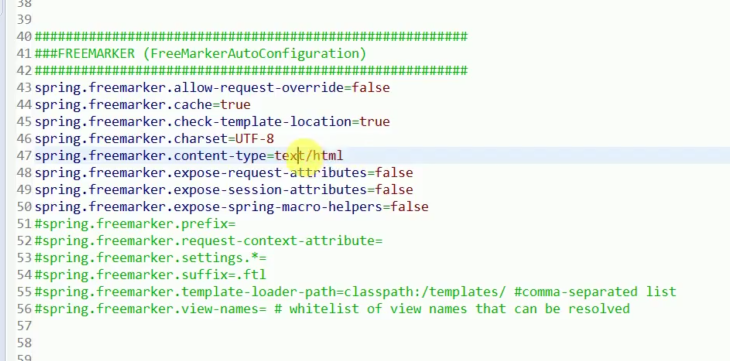 38
39
40 ########################################################
41 ###FREEMARKER (FreeMarkerAutoConfiguration)
42 ########################################################
43 spring.freemarker.allow-request-override=false
44 spring.freemarker.cache=true
45 spring.freemarker.check-template-location=true
46 spring.freemarker.charset=UTF-8
47 spring.freemarker.content-type=text/html
48 spring.freemarker.expose-request-attributes=false
49 spring.freemarker.expose-session-attributes=false
50 spring.freemarker.expose-spring-macro-helpers=false
51 #spring.freemarker.prefix=
52 #spring.freemarker.request-context-attribute=
53 #spring.freemarker.settings.*=
54 #spring.freemarker.suffix=.ftl
55 #spring.freemarker.template-loader-path=classpath:/templates/ #comma-separated list
56 #spring.freemarker.view-names= # whitelist of view names that can be resolved
57
58
59